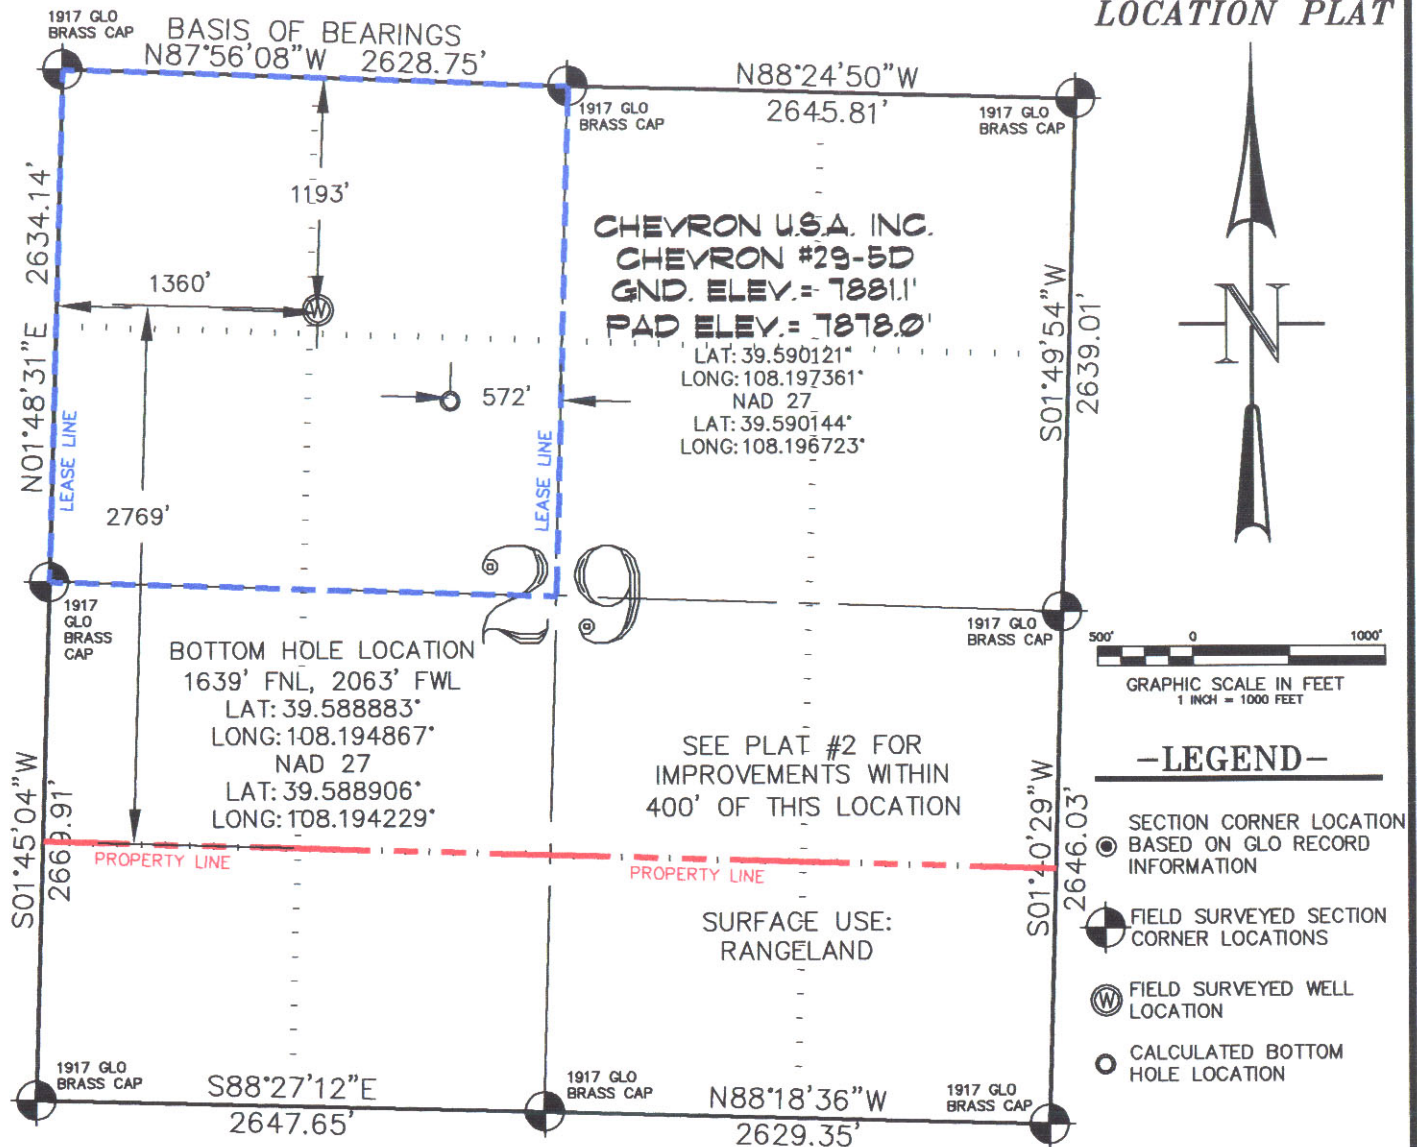 LOCATION PLAT
1917 GLO
BRASS CAP
BASIS OF BEARINGS
N87°56'08"W 2628.75'
N88°24'50"W
2645.81'
1917 GLO
BRASS CAP
1917 GLO
BRASS CAP
2634.14'
N01°48'31"E
1193'
1360'
CHEVRON U.S.A. INC.
CHEVRON #29-5D
GND. ELEV.= 7881.1'
PAD ELEV.= 7878.0'
LAT: 39.590121°
LONG: 108.197361°
NAD 27
LAT: 39.590144°
LONG: 108.196723°
S01°49'54"W
2639.01'
N
572'
LEASE LINE
LEASE LINE
2769'
29
1917
GLO
BRASS
CAP
1917 GLO
BRASS CAP
BOTTOM HOLE LOCATION
1639' FNL, 2063' FWL
LAT: 39.588883°
LONG: 108.194867°
NAD 27
LAT: 39.588906°
LONG: 108.194229°
500' 0 1000'
GRAPHIC SCALE IN FEET
1 INCH = 1000 FEET
SEE PLAT #2 FOR
IMPROVEMENTS WITHIN
400' OF THIS LOCATION
S01°45'04"W
S01°40'29"W
2646.03'
PROPERTY LINE
PROPERTY LINE
SURFACE USE:
RANGELAND
-LEGEND-
SECTION CORNER LOCATION
BASED ON GLO RECORD
INFORMATION
FIELD SURVEYED SECTION
CORNER LOCATIONS
W
FIELD SURVEYED WELL
LOCATION
CALCULATED BOTTOM
HOLE LOCATION
W
1917 GLO
BRASS CAP
S88°27'12"E
2647.65'
1917 GLO
BRASS CAP
N88°18'36"W
2629.35'
1917 GLO
BRASS CAP